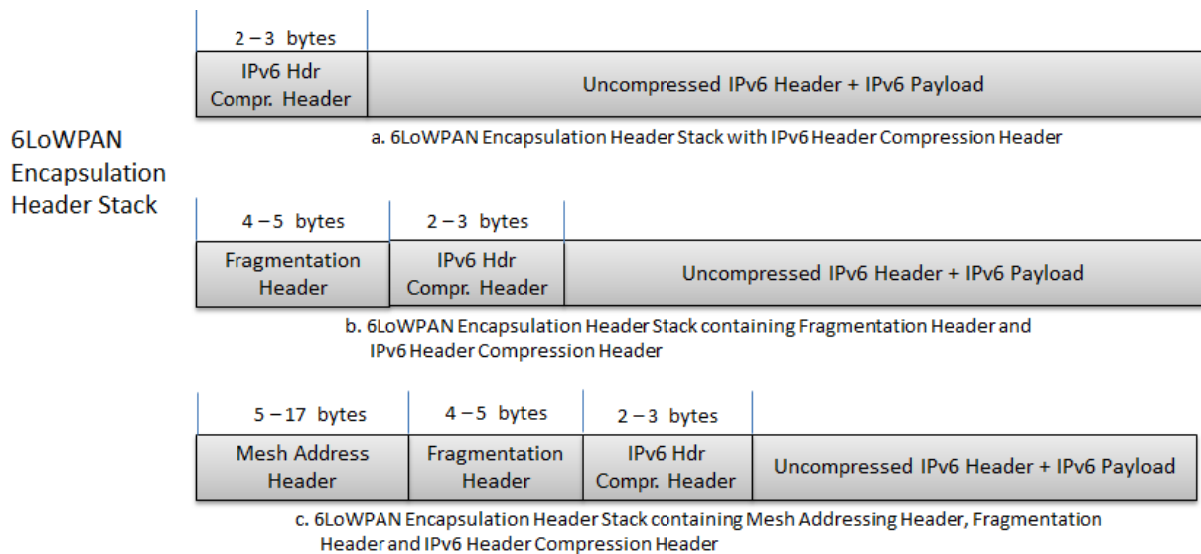 2 – 3 bytes
IPv6 Hdr
Compr. Header
Uncompressed IPv6 Header + IPv6 Payload
a. 6LoWPAN Encapsulation Header Stack with IPv6 Header Compression Header
6LoWPAN
Encapsulation
Header Stack
4 – 5 bytes
2 – 3 bytes
Fragmentation
Header
IPv6 Hdr
Compr. Header
Uncompressed IPv6 Header + IPv6 Payload
b. 6LoWPAN Encapsulation Header Stack containing Fragmentation Header and
IPv6 Header Compression Header
5 – 17 bytes
4 – 5 bytes
2 – 3 bytes
Mesh Address
Header
Fragmentation
Header
IPv6 Hdr
Compr. Header
Uncompressed IPv6 Header + IPv6 Payload
c. 6LoWPAN Encapsulation Header Stack containing Mesh Addressing Header, Fragmentation
Header and IPv6 Header Compression Header